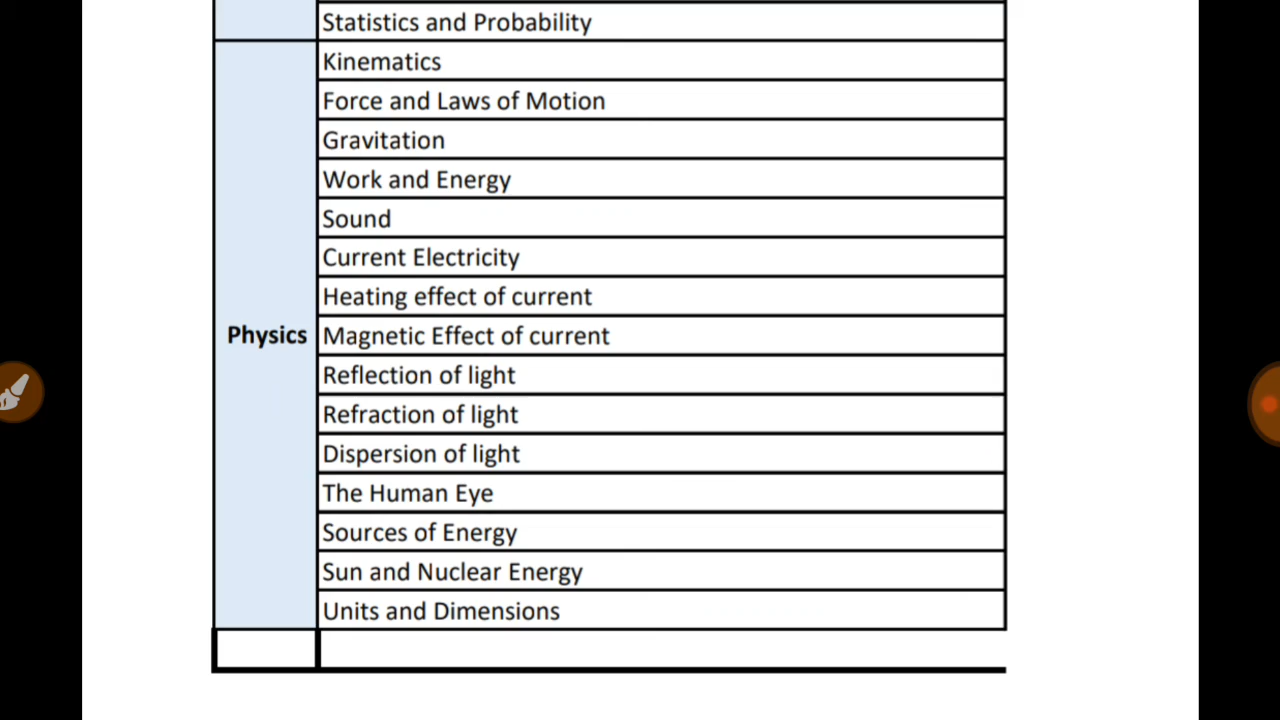 Statistics and Probability
Kinematics
Force and Laws of Motion
Gravitation
Work and Energy
Sound
Current Electricity
Heating effect of current
Physics
Magnetic Effect of current
Reflection of light
Refraction of light
Dispersion of light
The Human Eye
Sources of Energy
Sun and Nuclear Energy
Units and Dimensions